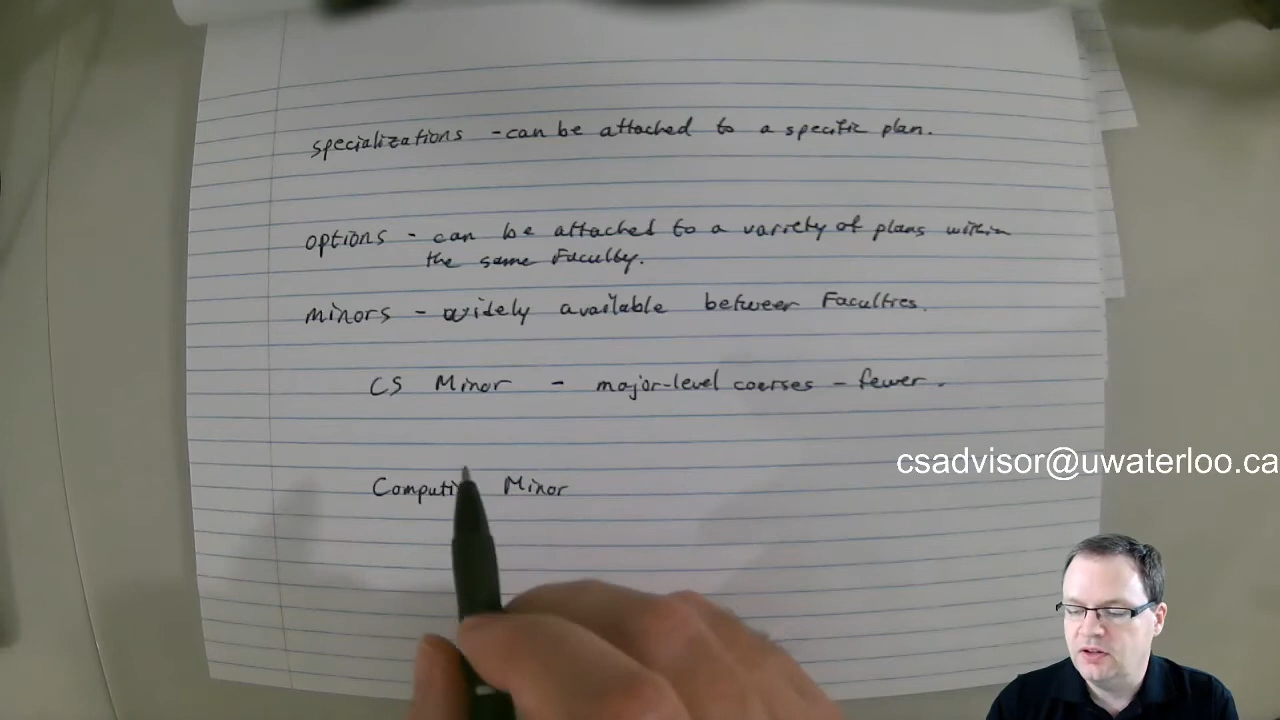 specializations - can be attached to a specific plan.
options - can be attached to a variety of plans within
the same Faculty.
minors - widely available between Faculties.
CS Minor - major-level courses - fewer.
csadvisor@uwaterloo.ca
Minor